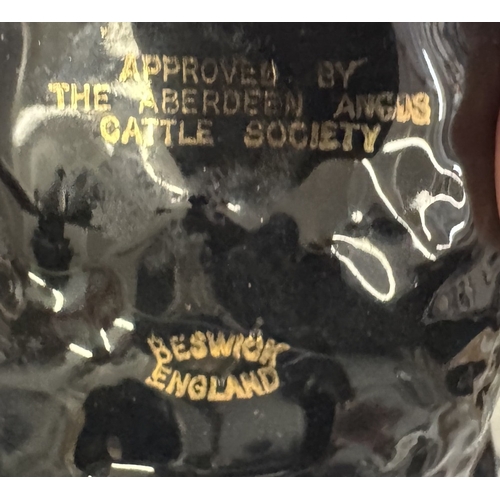 APPROVED BY
THE ABERDEEN ANGUS
CATTLE SOCIETY
BESWICK
ENGLAND